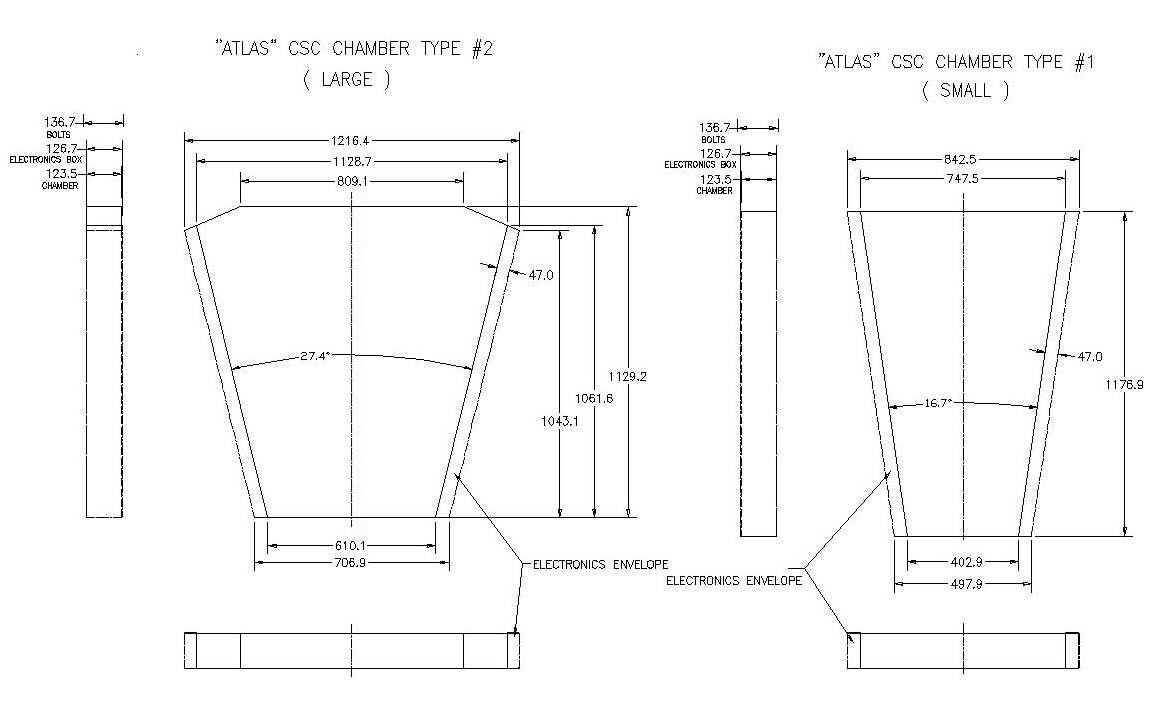 "ATLAS" CSC CHAMBER TYPE #2
( LARGE )
136.7
BOLTS
126.7
ELECTRONICS BOX
123.5
CHAMBER
1216.4
1128.7
809.1
47.0
27.4°
1129.2
1061.6
1043.1
610.1
706.9
ELECTRONICS ENVELOPE
"ATLAS" CSC CHAMBER TYPE #1
( SMALL )
136.7
BOLTS
126.7
ELECTRONICS BOX
123.5
CHAMBER
842.5
747.5
47.0
1176.9
16.7°
402.9
497.9
ELECTRONICS ENVELOPE